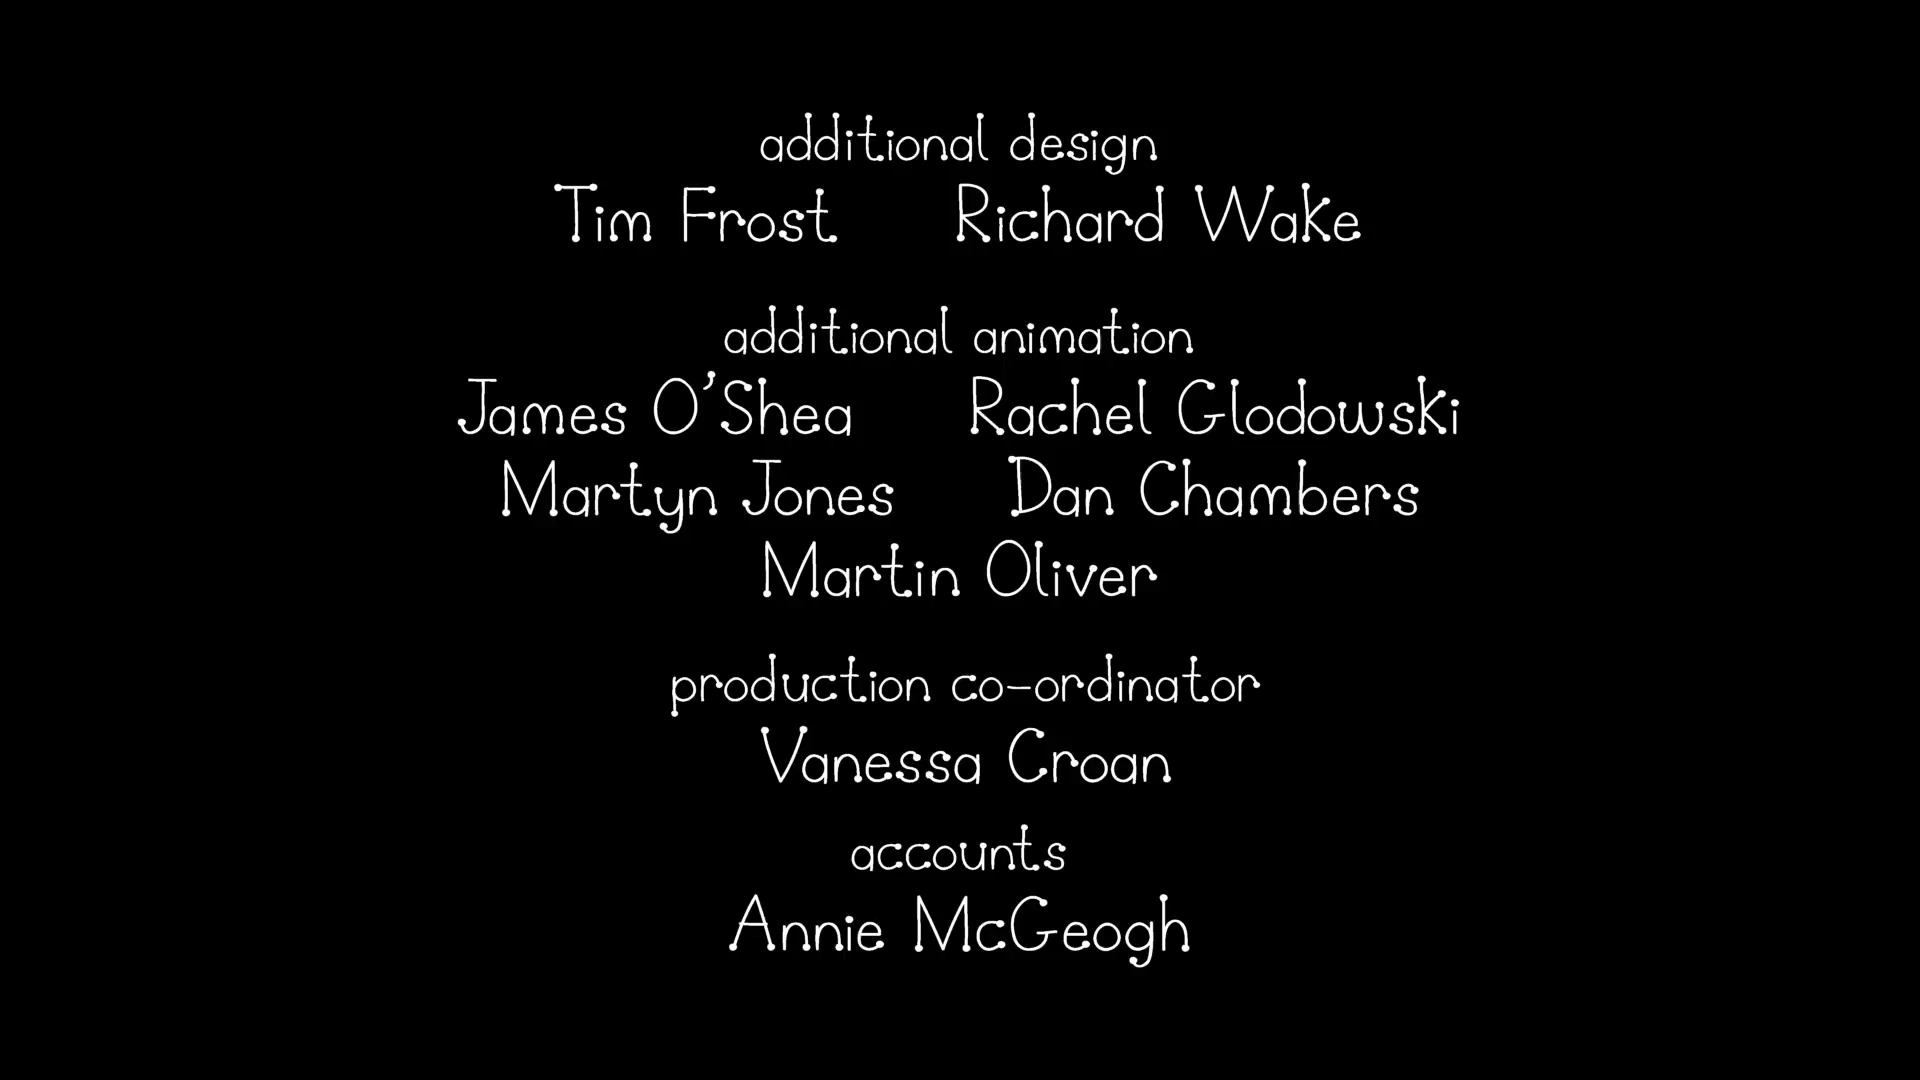 additional design
Tim Frost Richard Wake
additional animation
James O'Shea Rachel Glodowski
Martyn Jones Dan Chambers
Martin Oliver
production co-ordinator
Vanessa Croan
accounts
Annie McGeogh